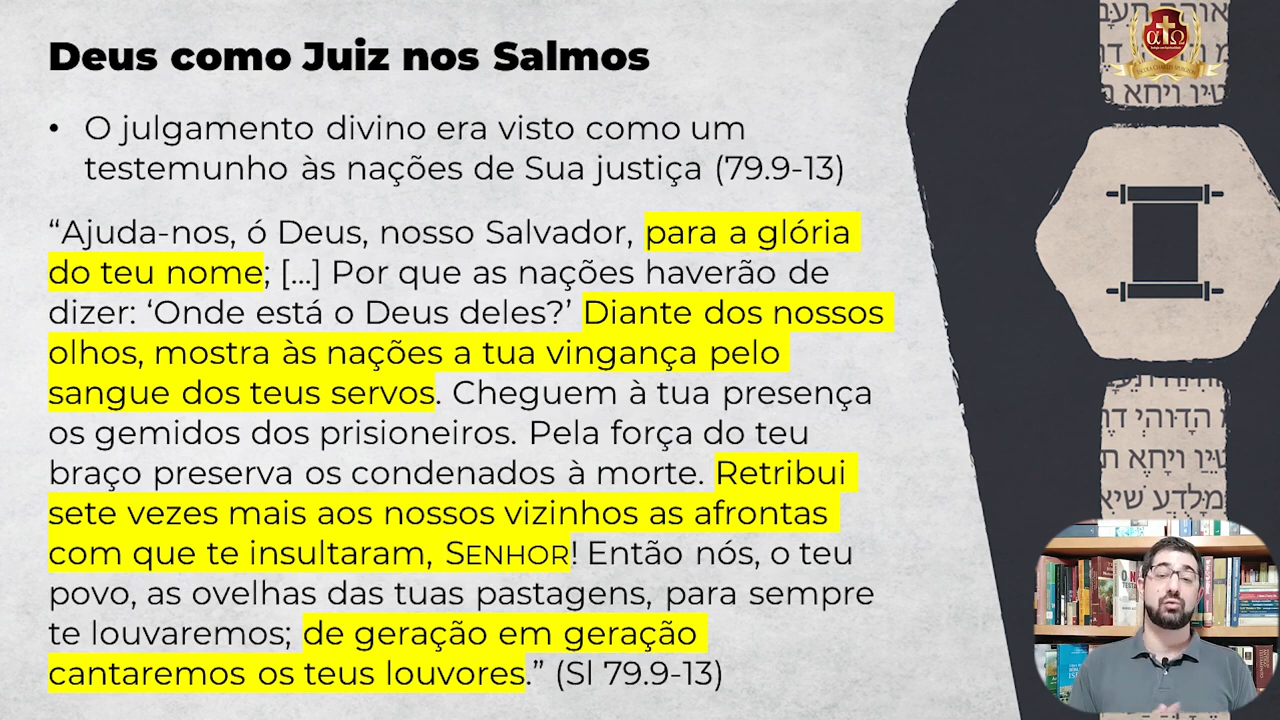 Deus como Juiz nos Salmos
• O julgamento divino era visto como um
testemunho às nações de Sua justiça (79.9-13)
“Ajuda-nos, ó Deus, nosso Salvador, para a glória
do teu nome; [...] Por que as nações haverão de
dizer: ‘Onde está o Deus deles?’ Diante dos nossos
olhos, mostra às nações a tua vingança pelo
sangue dos teus servos. Cheguem à tua presença
os gemidos dos prisioneiros. Pela força do teu
braço preserva os condenados à morte. Retribui
sete vezes mais aos nossos vizinhos as afrontas
com que te insultaram, SENHOR! Então nós, o teu
povo, as ovelhas das tuas pastagens, para sempre
te louvaremos; de geração em geração
cantaremos os teus louvores.” (Sl 79.9-13)
α Ω